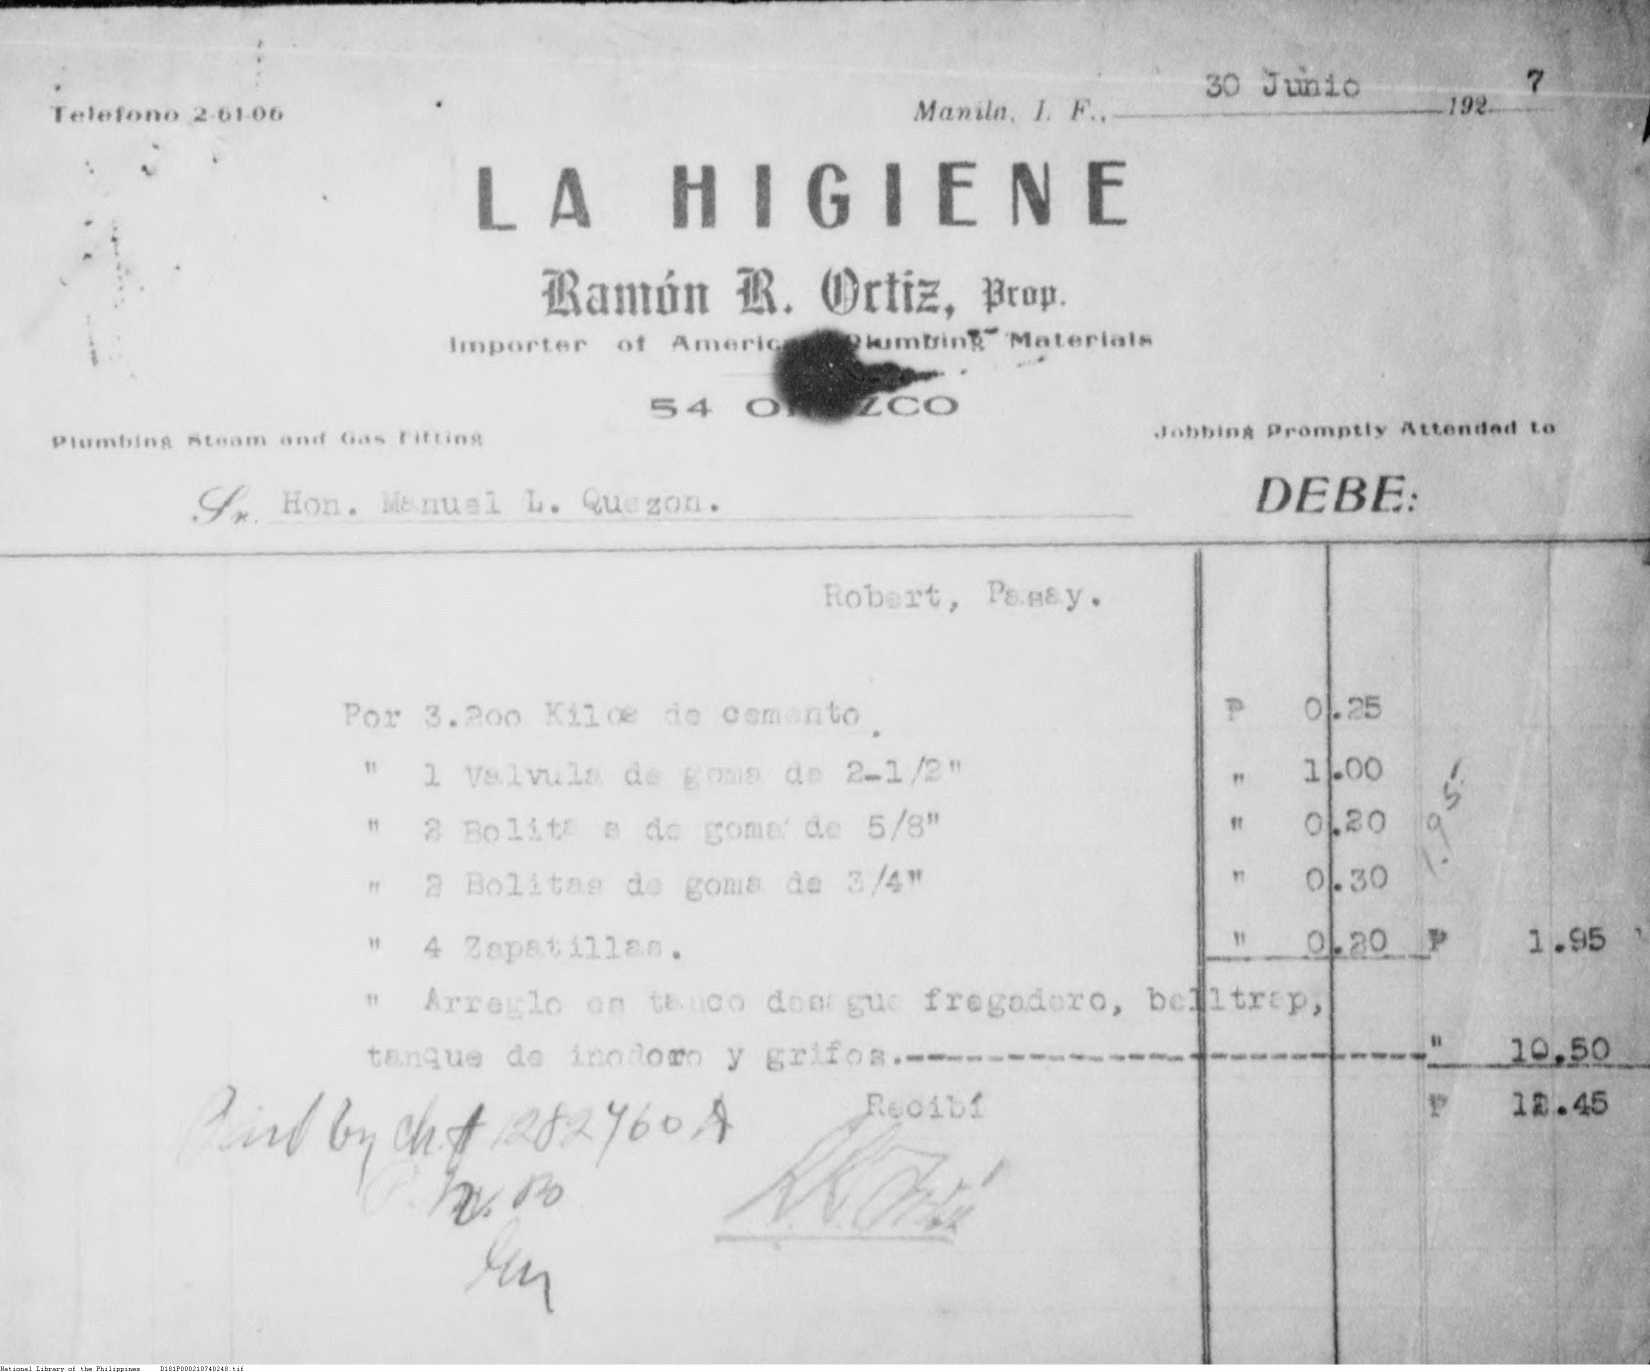 Telefono 2-61-06
Manila, I. F., 30 Junio 192 7
LA HIGIENE
Ramón R. Ortiz, Prop.
Importer of American Plumbing Materials
54 OROZCO
Plumbing Steam and Gas Fitting
Jobbing Promptly Attended to
Sr. Hon. Manuel L. Quezon.
DEBE:
Robert, Pasay.
Por 3.200 Kilos de cemento. ₱ 0.25
" 1 Valvula de goma de 2-1/2" " 1.00
" 2 Bolitas de goma de 5/8" " 0.20
" 2 Bolitas de goma de 3/4" " 0.30
1.95
" 4 Zapatillas. " 0.20 ₱ 1.95
" Arreglo en tanco desague fregadero, belltrap,
tanque de inodoro y grifos.------------------------ " 10.50
Recibí ₱ 12.45
Paid by ch # 1282460 A